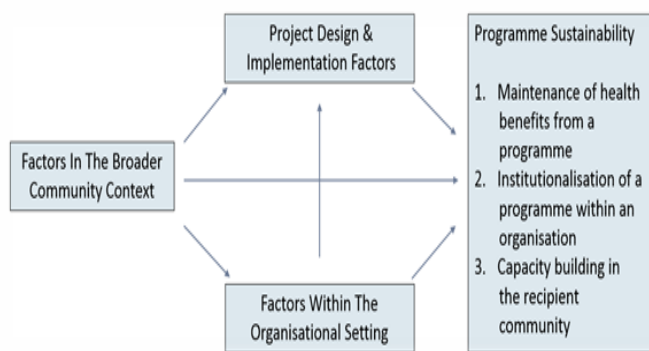 Project Design &
Implementation Factors
Programme Sustainability
1. Maintenance of health
benefits from a
programme
2. Institutionalisation of a
programme within an
organisation
3. Capacity building in
the recipient
community
Factors In The Broader
Community Context
Factors Within The
Organisational Setting